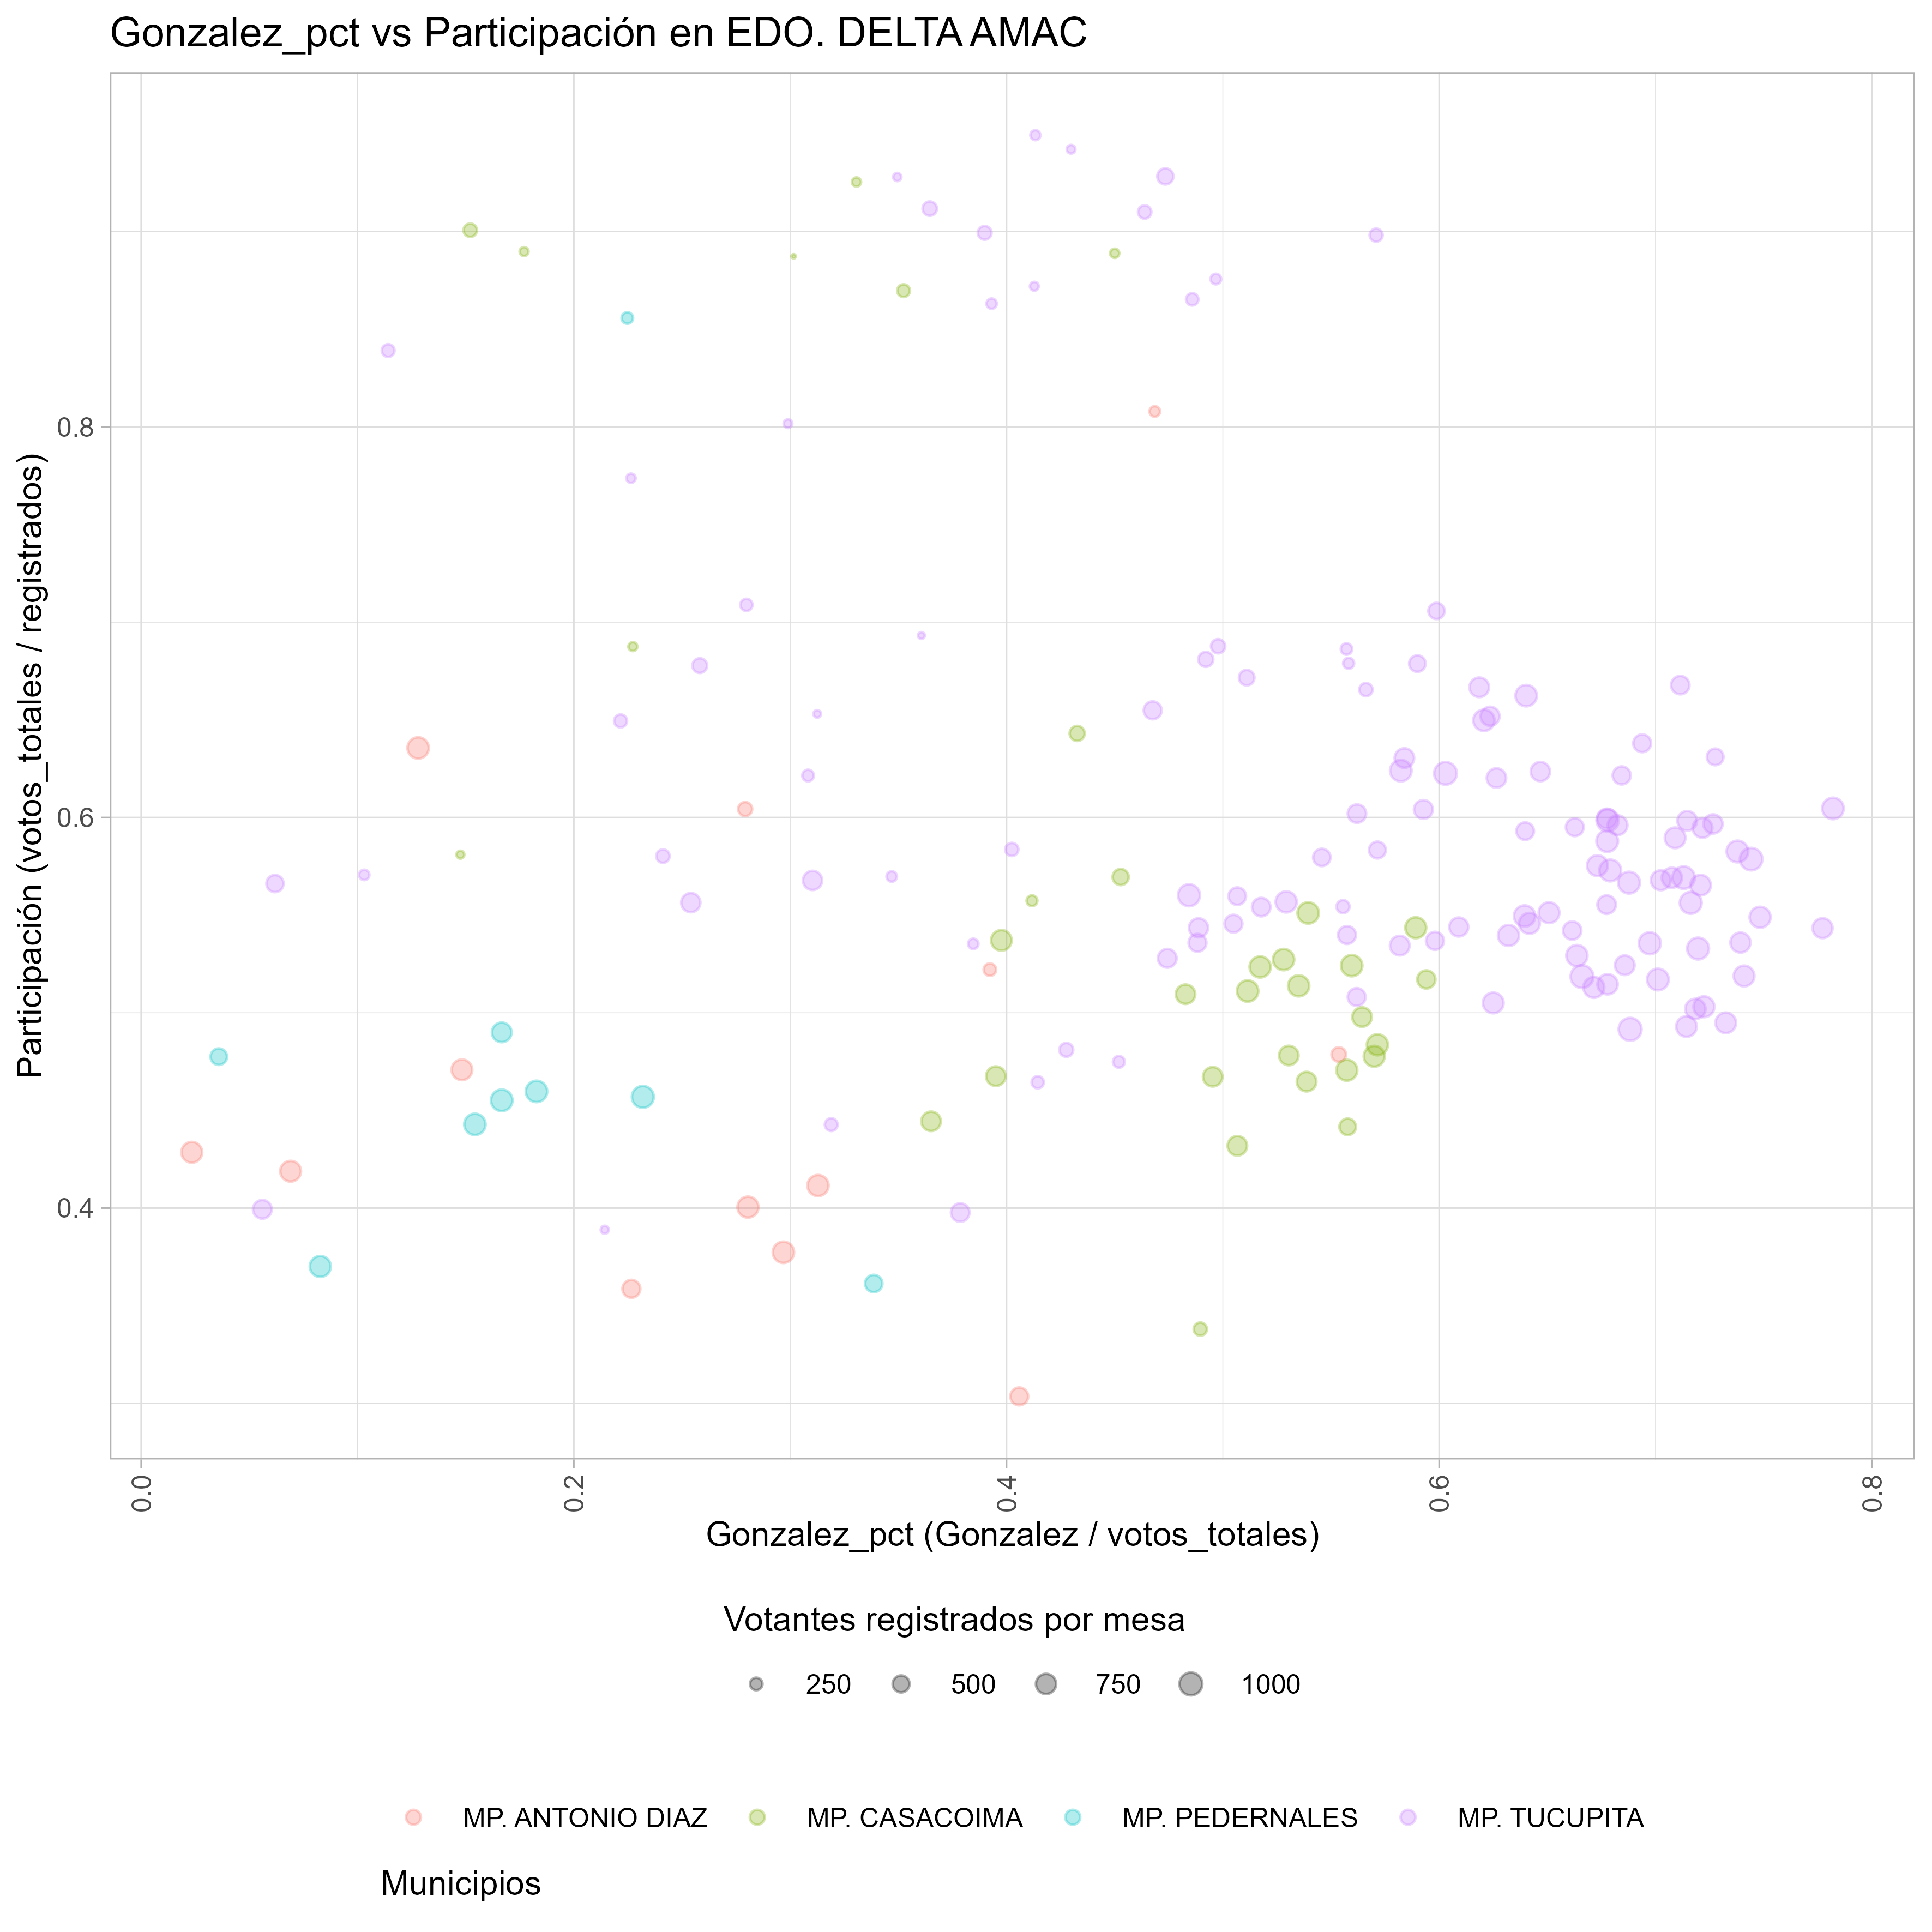 Gonzalez_pct vs Participación en EDO. DELTA AMAC
Participación (votos_totales / registrados)
0.8
0.6
0.4
0.0
0.2
0.4
0.6
0.8
Gonzalez_pct (Gonzalez / votos_totales)
Votantes registrados por mesa
250 500 750 1000
MP. ANTONIO DIAZ MP. CASACOIMA MP. PEDERNALES MP. TUCUPITA
Municipios